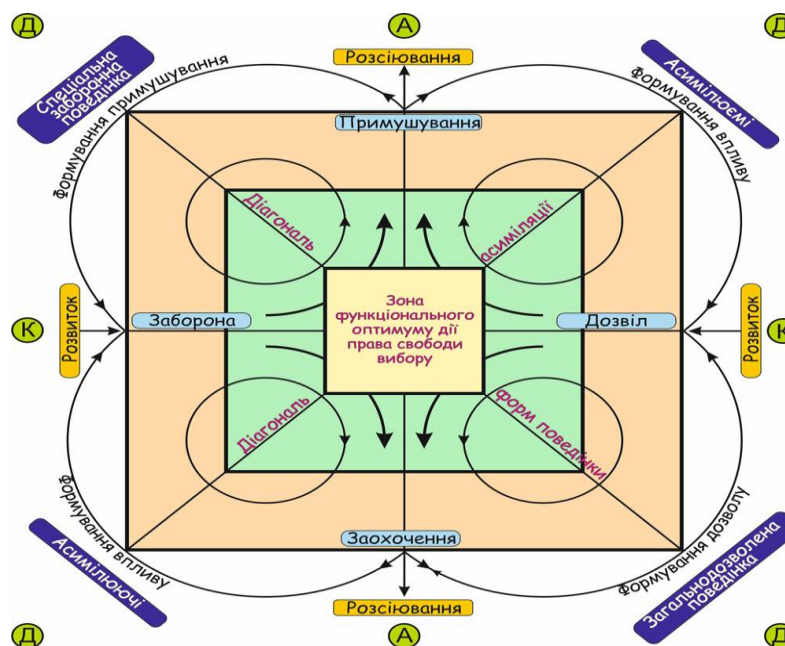 Д
А
Д
Розсіювання
Спеціальна
заборонна
поведінка
Асимілюємі
Формування примушування
Формування впливу
Примушування
Діагональ
асиміляції
К
Розвиток
Заборона
Зона
функціонального
оптимуму дії
права свободи
вибору
Дозвіл
Розвиток
К
Діагональ
форм поведінки
Формування впливу
Асимілюючі
Заохочення
Формування дозволу
Загальнодозволена
поведінка
Розсіювання
Д
А
Д